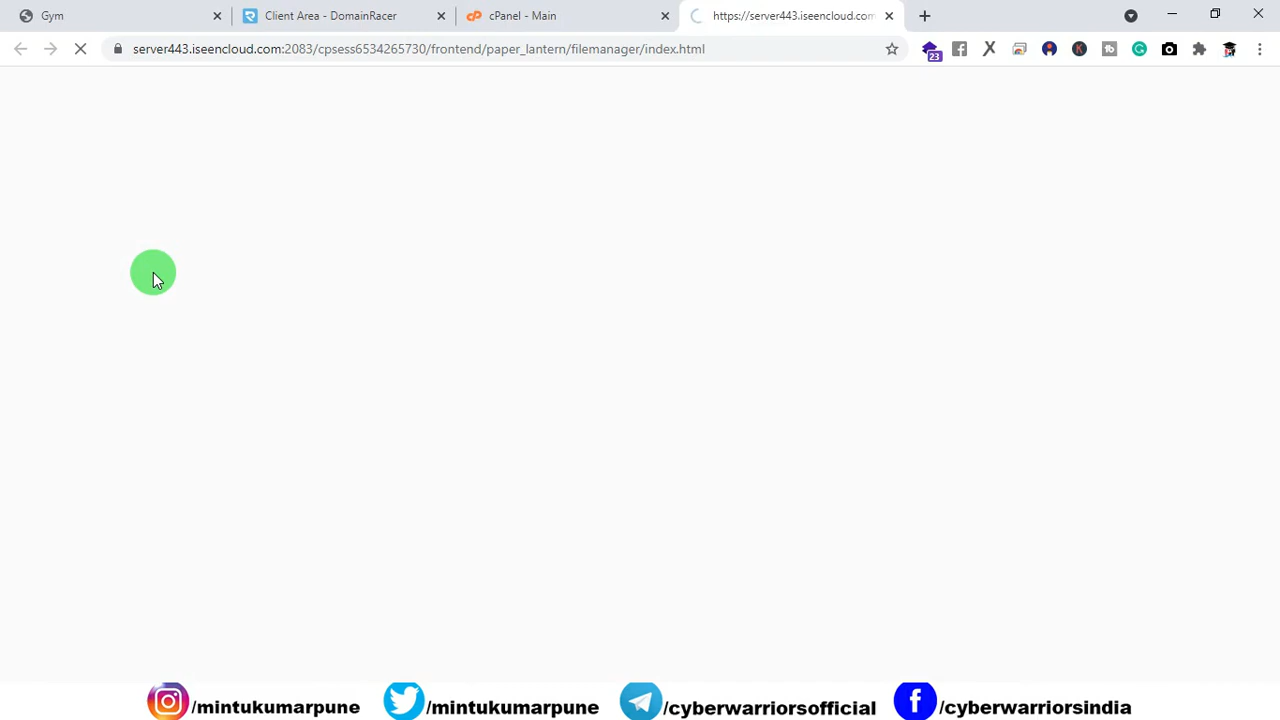 Gym
Client Area - DomainRacer
cPanel - Main
https://server443.iseencloud.com
server443.iseencloud.com:2083/cpsess6534265730/frontend/paper_lantern/filemanager/index.html
23
/mintukumarpune
/mintukumarpune
/cyberwarriorsofficial
/cyberwarriorsindia